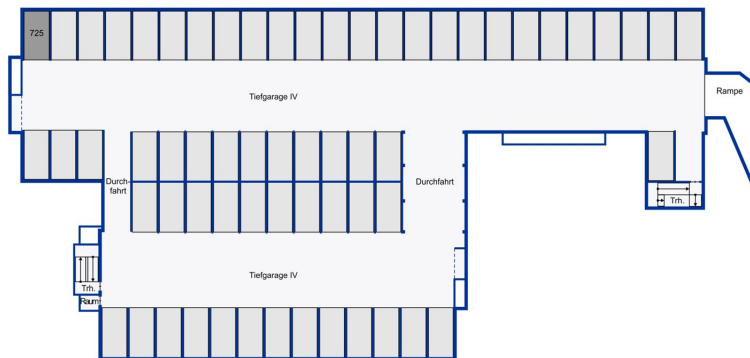 725
Tiefgarage IV
Rampe
Durch-
fahrt
Durchfahrt
Trh.
Tiefgarage IV
Trh.
Raum